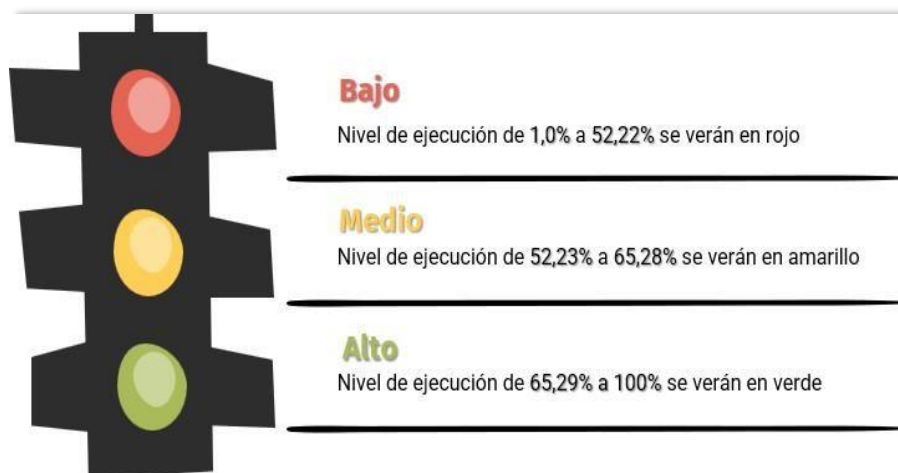 Bajo
Nivel de ejecución de 1,0% a 52,22% se verán en rojo
Medio
Nivel de ejecución de 52,23% a 65,28% se verán en amarillo
Alto
Nivel de ejecución de 65,29% a 100% se verán en verde